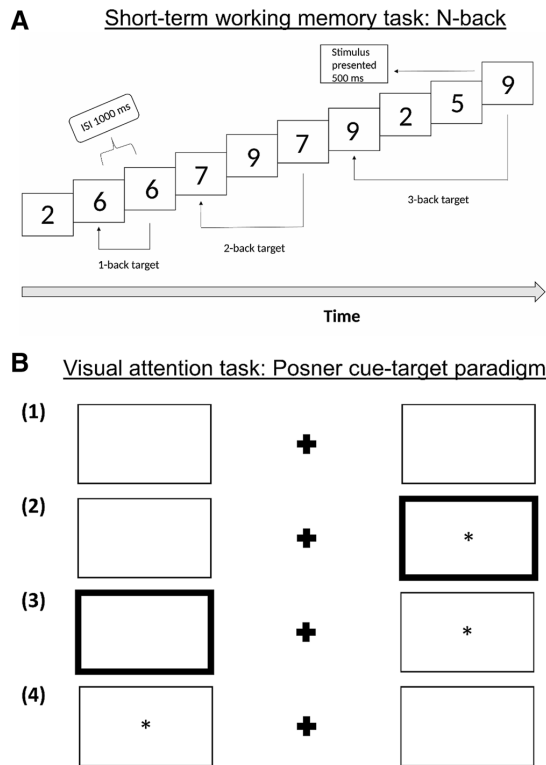 A
Short-term working memory task: N-back
Stimulus
presented
500 ms
ISI 1000 ms
2
6
6
7
9
7
9
2
5
9
1-back target
2-back target
3-back target
Time
B
Visual attention task: Posner cue-target paradigm
(1)
+
(2)
+
*
(3)
+
*
(4)
*
+